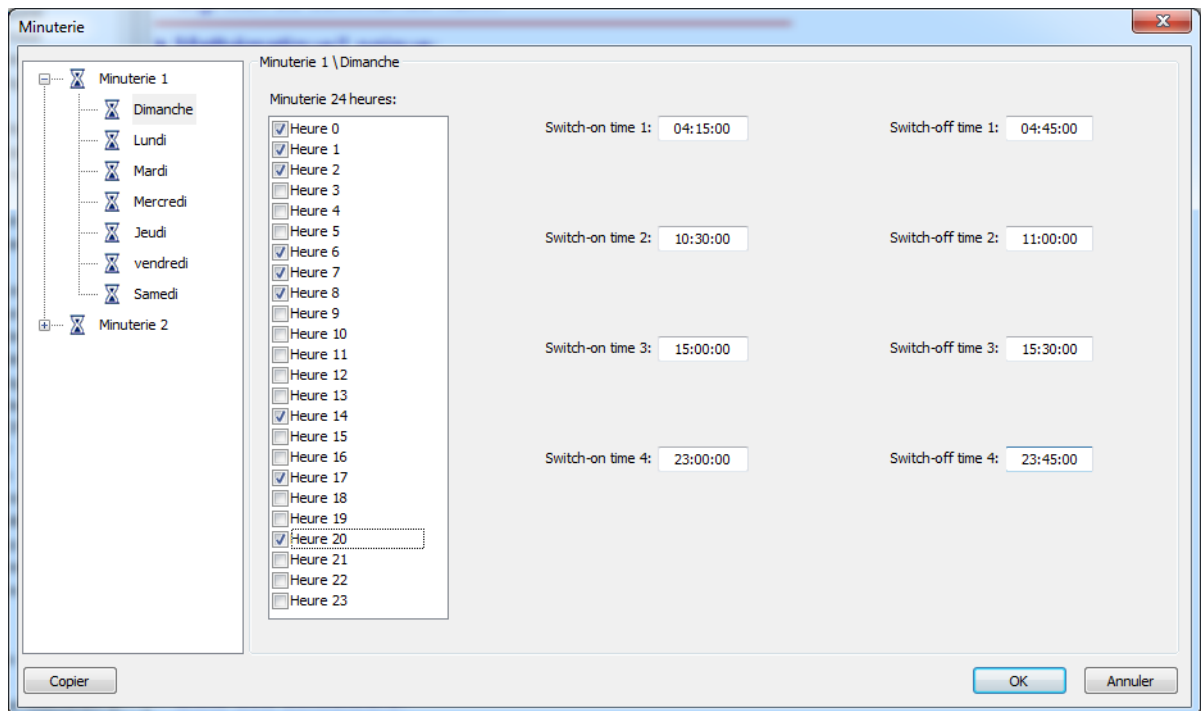 Minuterie
Minuterie 1
Dimanche
Lundi
Mardi
Mercredi
Jeudi
vendredi
Samedi
Minuterie 2
Minuterie 1 \ Dimanche
Minuterie 24 heures:
Heure 0
Heure 1
Heure 2
Heure 3
Heure 4
Heure 5
Heure 6
Heure 7
Heure 8
Heure 9
Heure 10
Heure 11
Heure 12
Heure 13
Heure 14
Heure 15
Heure 16
Heure 17
Heure 18
Heure 19
Heure 20
Heure 21
Heure 22
Heure 23
Switch-on time 1: 04:15:00 Switch-off time 1: 04:45:00
Switch-on time 2: 10:30:00 Switch-off time 2: 11:00:00
Switch-on time 3: 15:00:00 Switch-off time 3: 15:30:00
Switch-on time 4: 23:00:00 Switch-off time 4: 23:45:00
Copier OK Annuler